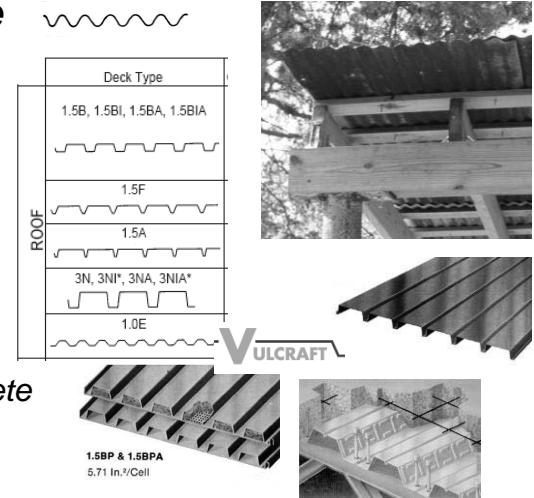 e
Deck Type
1.5B, 1.5BI, 1.5BA, 1.5BIA
1.5F
1.5A
ROOF
3N, 3NI*, 3NA, 3NIA*
1.0E
VULCRAFT
ete
1.5BP & 1.5BPA
5.71 In.²/Cell